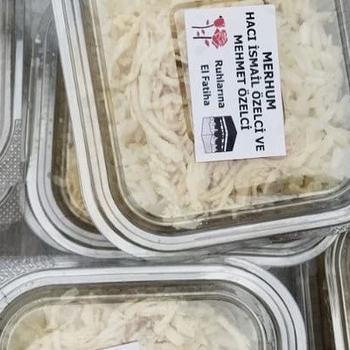 MERHUM
HACI İSMAİL ÖZELCİ VE
MEHMET ÖZELCİ
Ruhlarına
El Fatiha